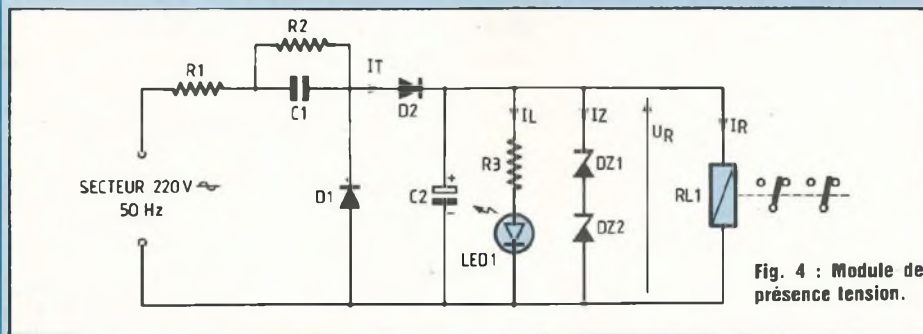 R2
R1
C1
IT
D2
SECTEUR 220V ~
50 Hz
D1
C2
+
-
IL
R3
LED1
IZ
DZ1
DZ2
UR
IR
RL1
Fig. 4 : Module de
présence tension.